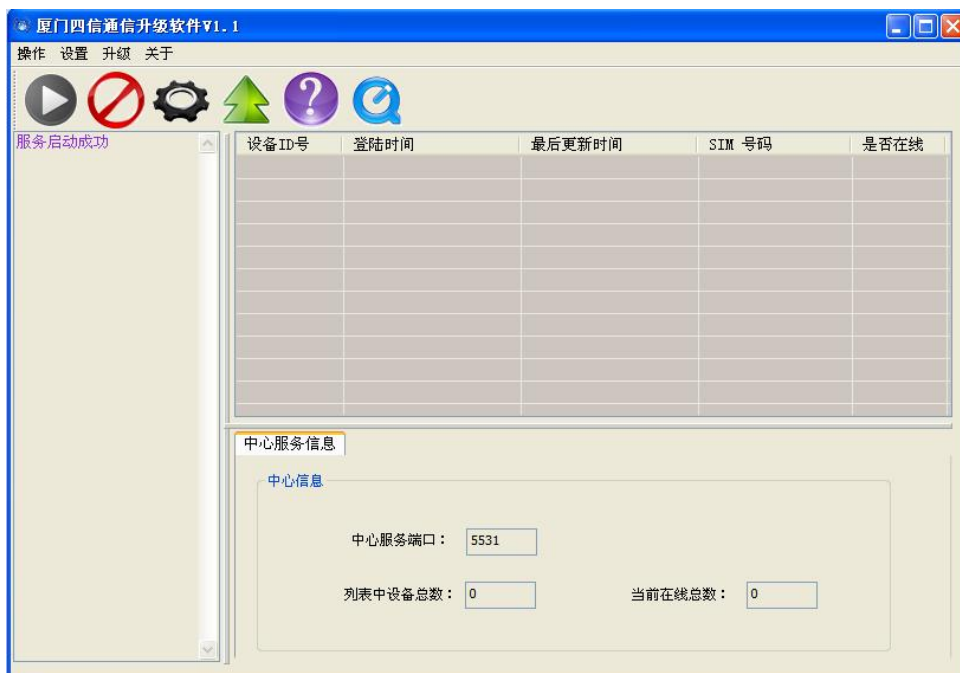 厦门四信通信升级软件V1.1
操作 设置 升级 关于
服务启动成功
设备ID号 登陆时间 最后更新时间 SIM 号码 是否在线
中心服务信息
中心信息
中心服务端口： 5531
列表中设备总数： 0 当前在线总数： 0